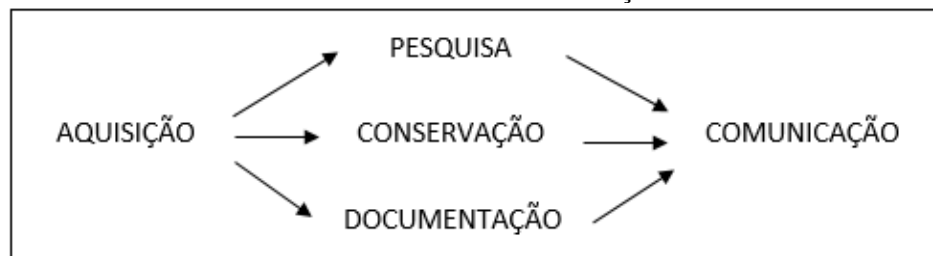 PESQUISA
AQUISIÇÃO
CONSERVAÇÃO
COMUNICAÇÃO
DOCUMENTAÇÃO